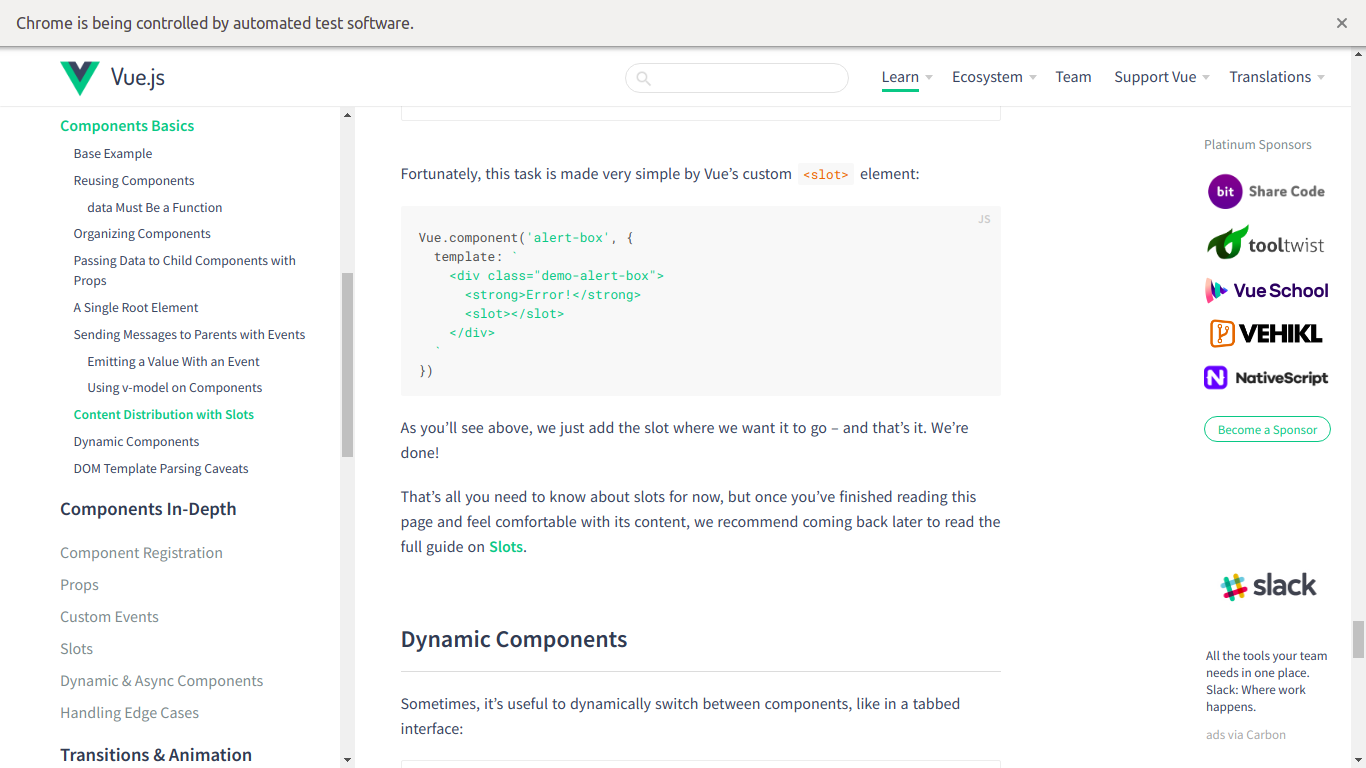 Chrome is being controlled by automated test software.
Vue.js
Learn
Ecosystem
Team
Support Vue
Translations
Components Basics
Base Example
Reusing Components
data Must Be a Function
Organizing Components
Passing Data to Child Components with
Props
A Single Root Element
Sending Messages to Parents with Events
Emitting a Value With an Event
Using v-model on Components
Content Distribution with Slots
Dynamic Components
DOM Template Parsing Caveats
Components In-Depth
Component Registration
Props
Custom Events
Slots
Dynamic & Async Components
Handling Edge Cases
Transitions & Animation
Fortunately, this task is made very simple by Vue’s custom <slot> element:
JS
Vue.component('alert-box', {
  template: `
    <div class="demo-alert-box">
      <strong>Error!</strong>
      <slot></slot>
    </div>
  `
})
As you’ll see above, we just add the slot where we want it to go – and that’s it. We’re
done!
That’s all you need to know about slots for now, but once you’ve finished reading this
page and feel comfortable with its content, we recommend coming back later to read the
full guide on Slots.
Dynamic Components
Sometimes, it’s useful to dynamically switch between components, like in a tabbed
interface:
Platinum Sponsors
bit Share Code
tooltwist
Vue School
VEHIKL
N NativeScript
Become a Sponsor
slack
All the tools your team
needs in one place.
Slack: Where work
happens.
ads via Carbon